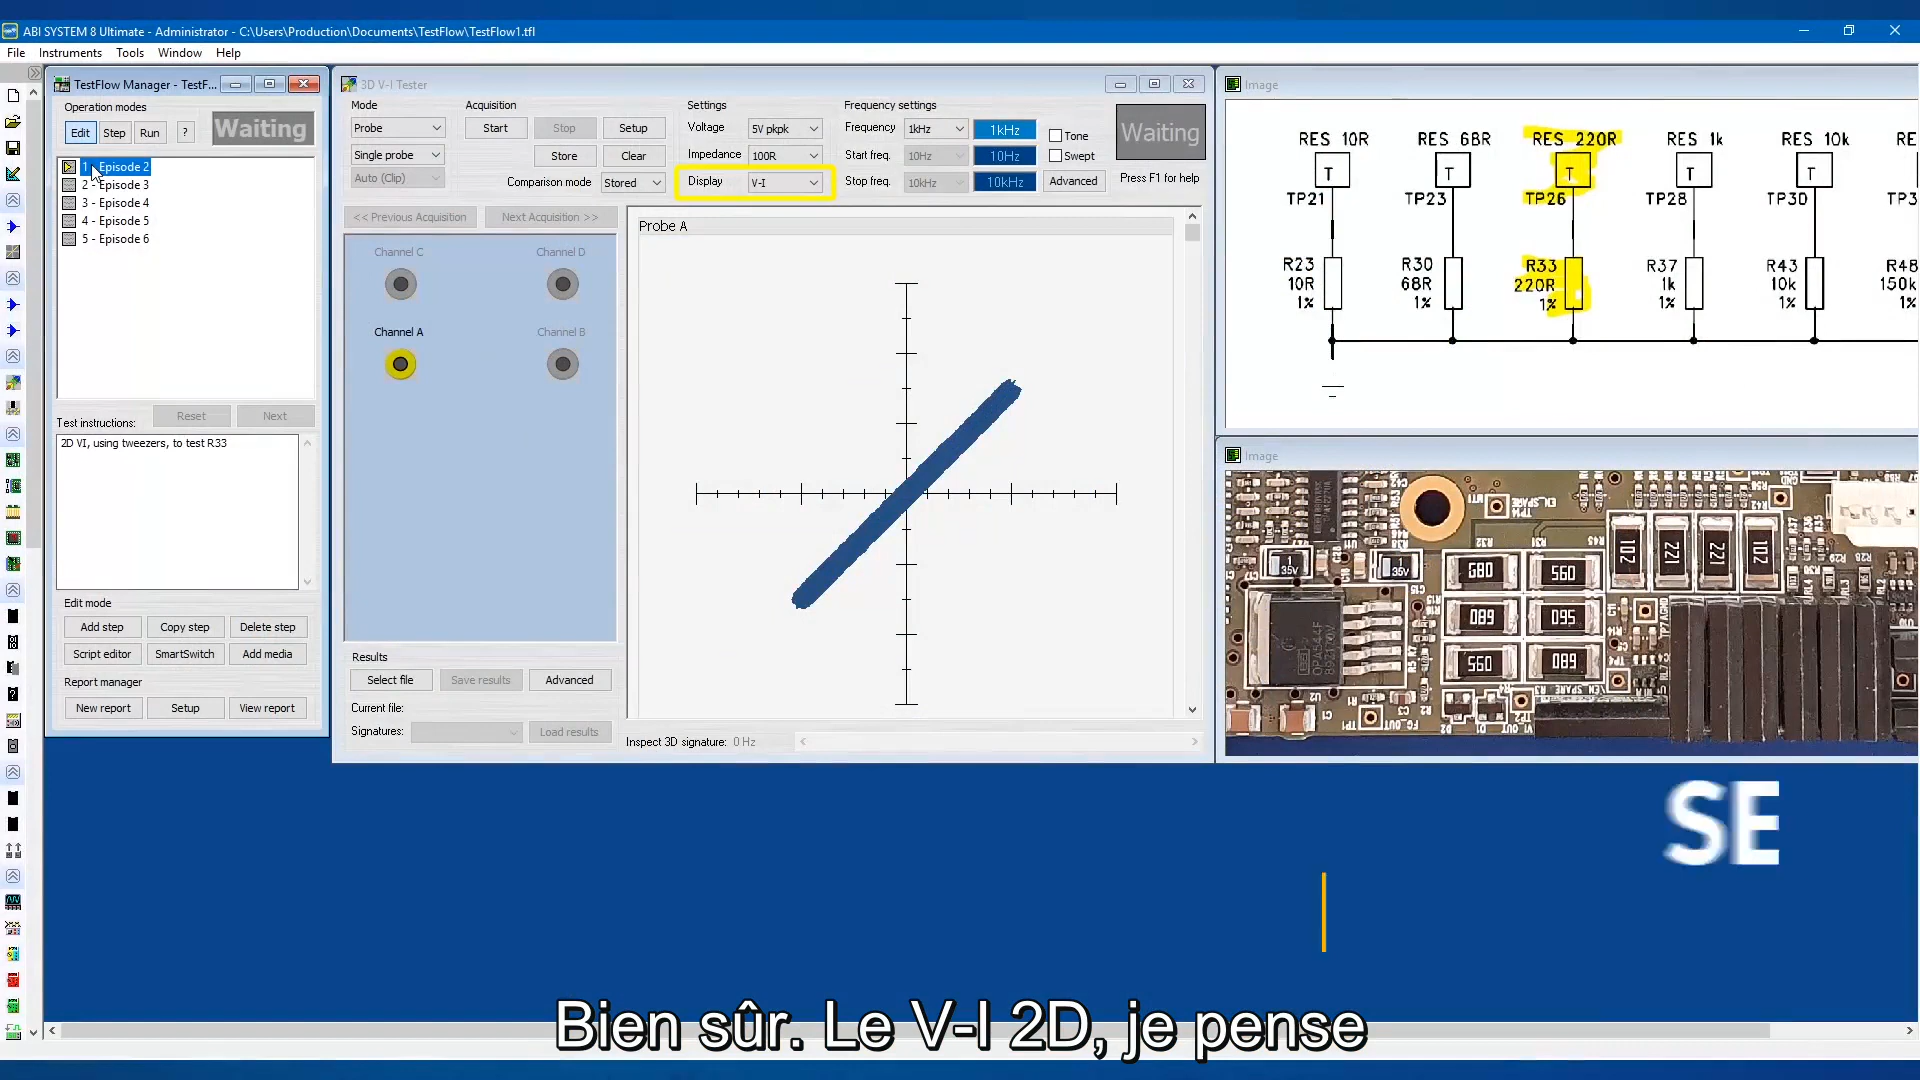 ABI SYSTEM 8 Ultimate - Administrator - C:\Users\Production\Documents\TestFlow\TestFlow1.tfl
File Instruments Tools Window Help
TestFlow Manager - TestF...
Operation modes
Edit Step Run ? Waiting
1 - Episode 2
2 - Episode 3
3 - Episode 4
4 - Episode 5
5 - Episode 6
Reset Next
Test instructions:
2D VI, using tweezers, to test R33
Edit mode
Add step Copy step Delete step
Script editor SmartSwitch Add media
Report manager
New report Setup View report
3D V-I Tester
Mode Acquisition Settings Frequency settings
Probe Start Stop Setup Voltage 5V pkpk Frequency 1kHz 1kHz Tone Waiting
Single probe Store Clear Impedance 100R Start freq. 10Hz 10Hz Swept
Auto (Clip) Comparison mode Stored Display V-I Stop freq. 10kHz 10kHz Advanced Press F1 for help
<< Previous Acquisition Next Acquisition >>
Channel C Channel D
Channel A Channel B
Probe A
Results
Select file Save results Advanced
Current file:
Signatures: Load results
Inspect 3D signature: 0 Hz
Image
RES 10R RES 68R RES 220R RES 1k RES 10k
T T T T T
TP21 TP23 TP26 TP28 TP30 TP3
R23 R30 R33 R37 R43 R48
10R 68R 220R 1k 10k 150k
1% 1% 1% 1% 1% 1%
Image
102 221 221 102
35V 35V
089 095
560 089
SE
Bien sûr. Le V-I 2D, je pense